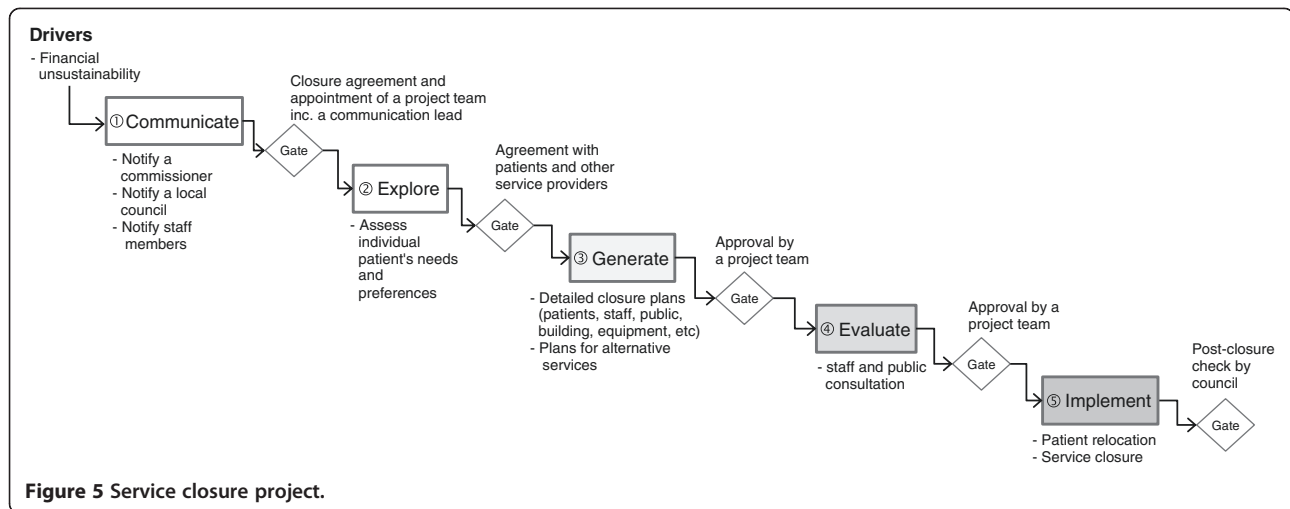 Drivers
- Financial
unsustainability
① Communicate
- Notify a
commissioner
- Notify a local
council
- Notify staff
members
Closure agreement and
appointment of a project team
inc. a communication lead
Gate
② Explore
- Assess
individual
patient's needs
and
preferences
Agreement with
patients and other
service providers
Gate
③ Generate
- Detailed closure plans
(patients, staff, public,
building, equipment, etc)
- Plans for alternative
services
Approval by
a project team
Gate
④ Evaluate
- staff and public
consultation
Approval by a
project team
Gate
⑤ Implement
- Patient relocation
- Service closure
Post-closure
check by
council
Gate
Figure 5 Service closure project.